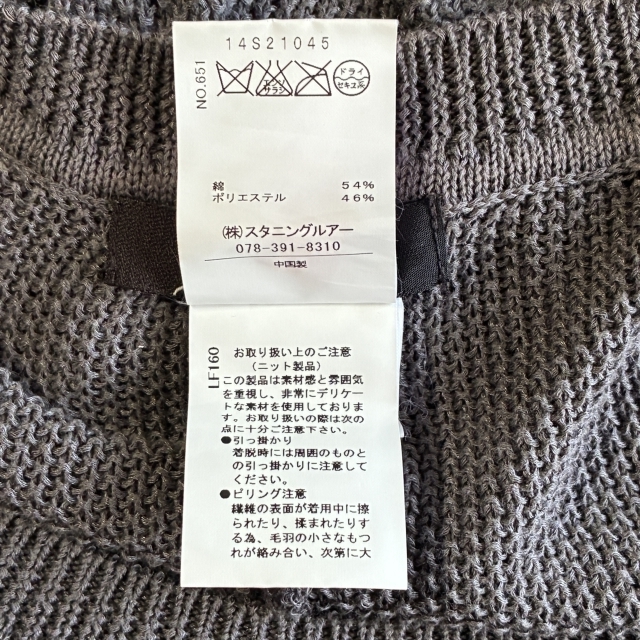 14S21045
NO.651
エンソサラシ
ドライ
セキユ系
綿 54%
ポリエステル 46%
(株)スタニングルアー
078-391-8310
中国製
LF160
お取り扱い上のご注意
(ニット製品)
この製品は素材感と雰囲気
を重視し、非常にデリケー
トな素材を使用しておりま
す。お取り扱いの際は次の
点に十分ご注意下さい。
●引っ掛かり
着脱時には周囲のものと
の引っ掛かりに注意して
ください。
●ピリング注意
繊維の表面が着用中に擦
られたり、揉まれたりす
る為、毛羽の小さなもつ
れが絡み合い、次第に大